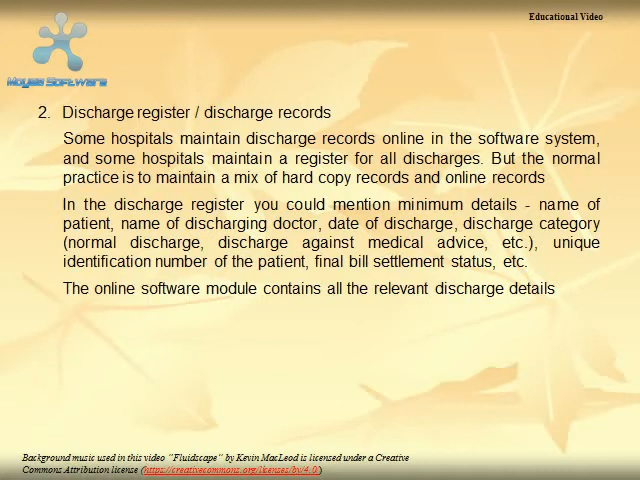 Educational Video
Moyae Software
2. Discharge register / discharge records
Some hospitals maintain discharge records online in the software system,
and some hospitals maintain a register for all discharges. But the normal
practice is to maintain a mix of hard copy records and online records
In the discharge register you could mention minimum details - name of
patient, name of discharging doctor, date of discharge, discharge category
(normal discharge, discharge against medical advice, etc.), unique
identification number of the patient, final bill settlement status, etc.
The online software module contains all the relevant discharge details
Background music used in this video "Fluidscape" by Kevin MacLeod is licensed under a Creative
Commons Attribution license (https://creativecommons.org/licenses/by/4.0/)